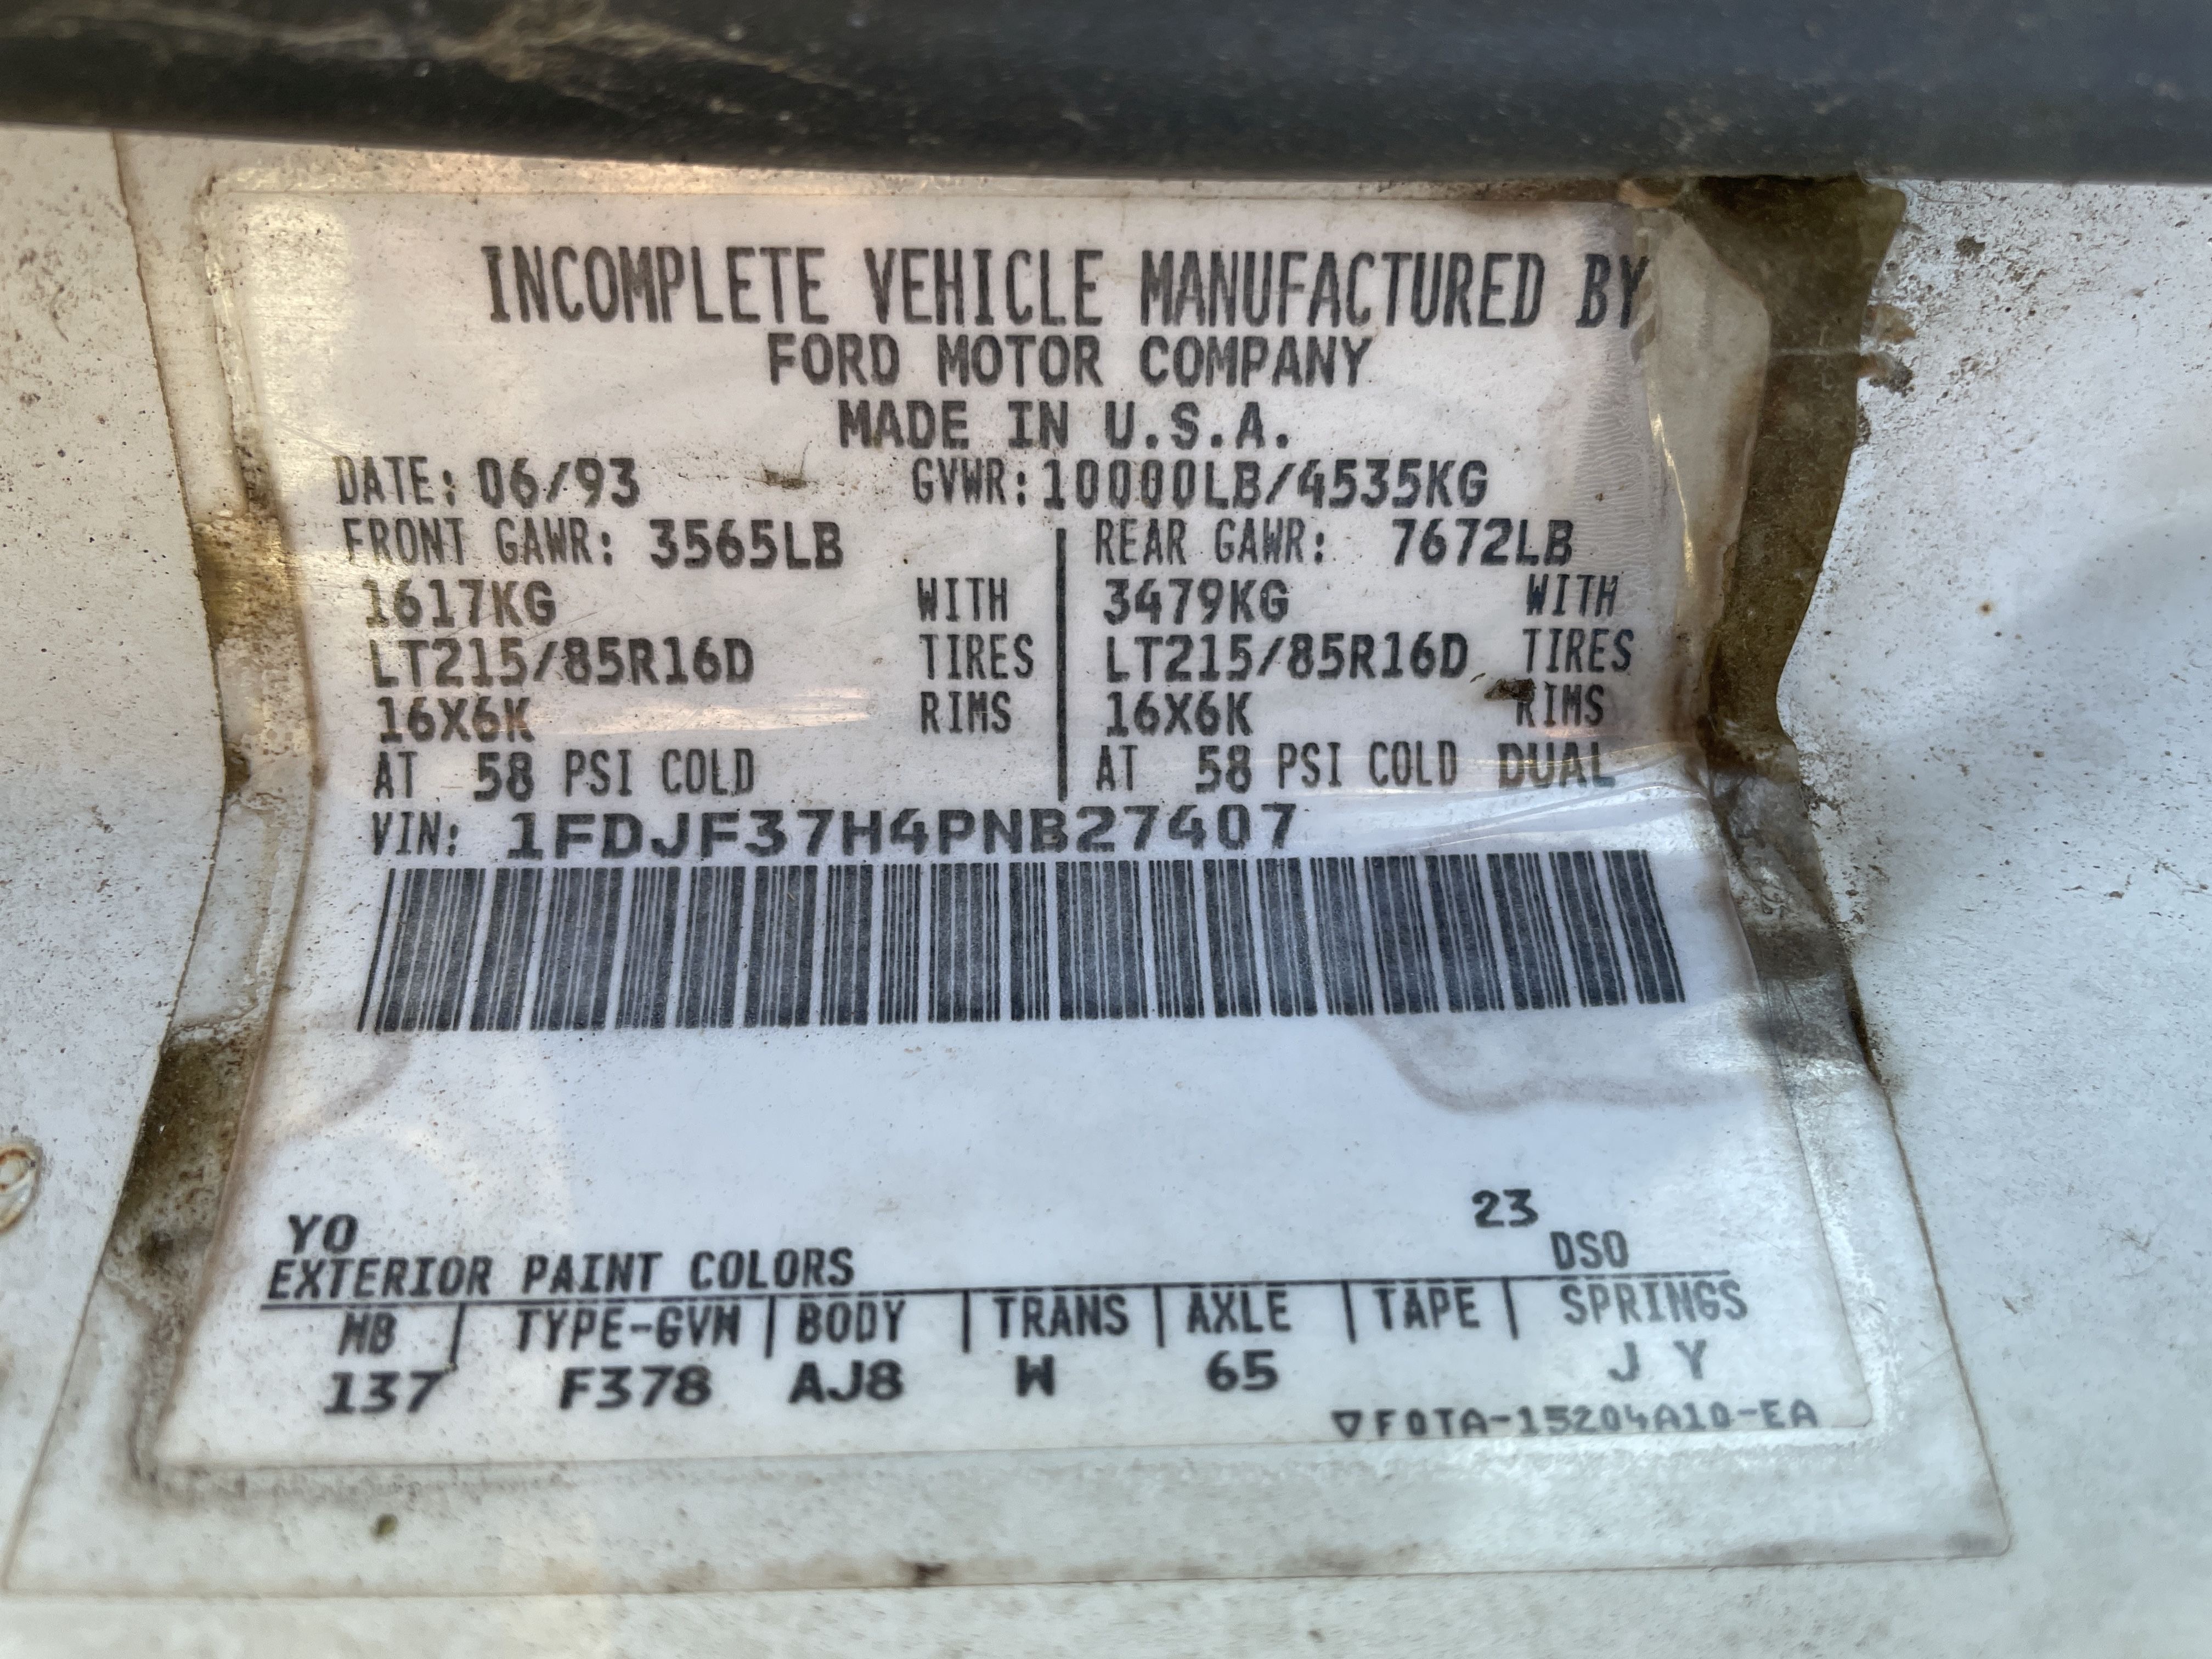 INCOMPLETE VEHICLE MANUFACTURED BY
FORD MOTOR COMPANY
MADE IN U.S.A.
DATE: 06/93 GVWR: 10000LB/4535KG
FRONT GAWR: 3565LB REAR GAWR: 7672LB
1617KG WITH 3479KG WITH
LT215/85R16D TIRES LT215/85R16D TIRES
16X6K RIMS 16X6K RIMS
AT 58 PSI COLD AT 58 PSI COLD DUAL
VIN: 1FDJF37H4PNB27407
YO 23
EXTERIOR PAINT COLORS DSO
WB TYPE-GVW BODY TRANS AXLE TAPE SPRINGS
137 F378 AJ8 W 65 J Y
▽F0TA-15204A10-EA